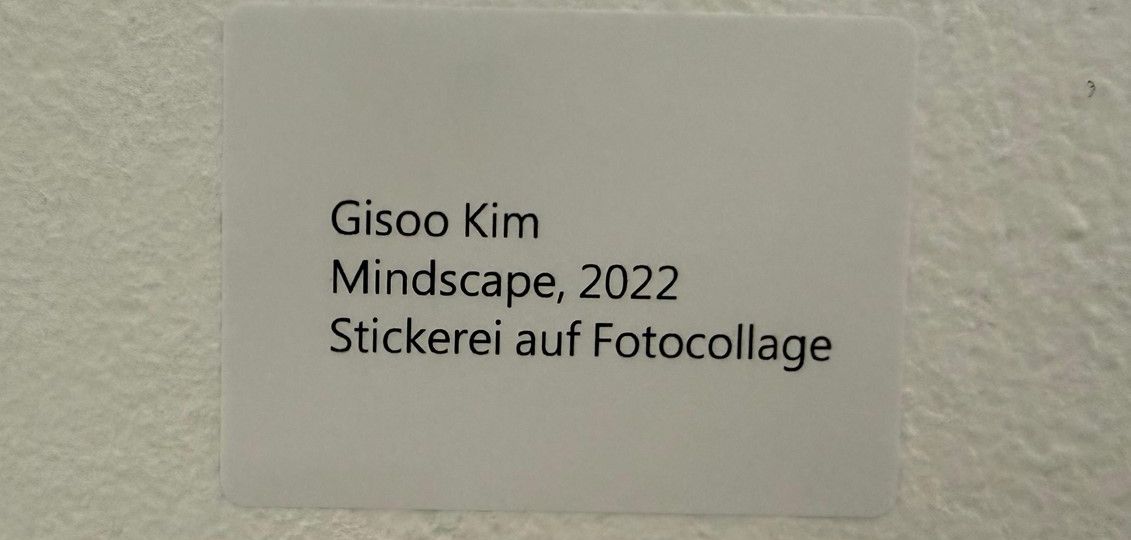 Gisoo Kim
Mindscape, 2022
Stickerei auf Fotocollage